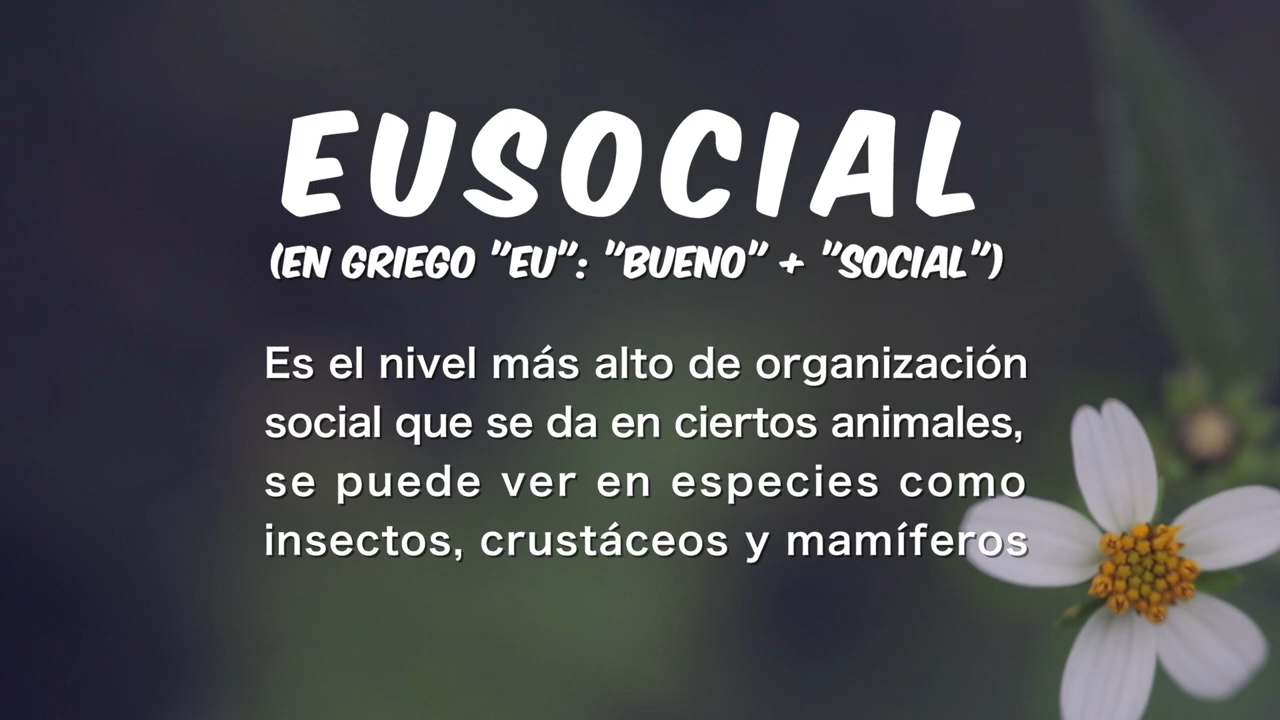 EUSOCIAL
(EN GRIEGO "EU": "BUENO" + "SOCIAL")
Es el nivel más alto de organización
social que se da en ciertos animales,
se puede ver en especies como
insectos, crustáceos y mamíferos